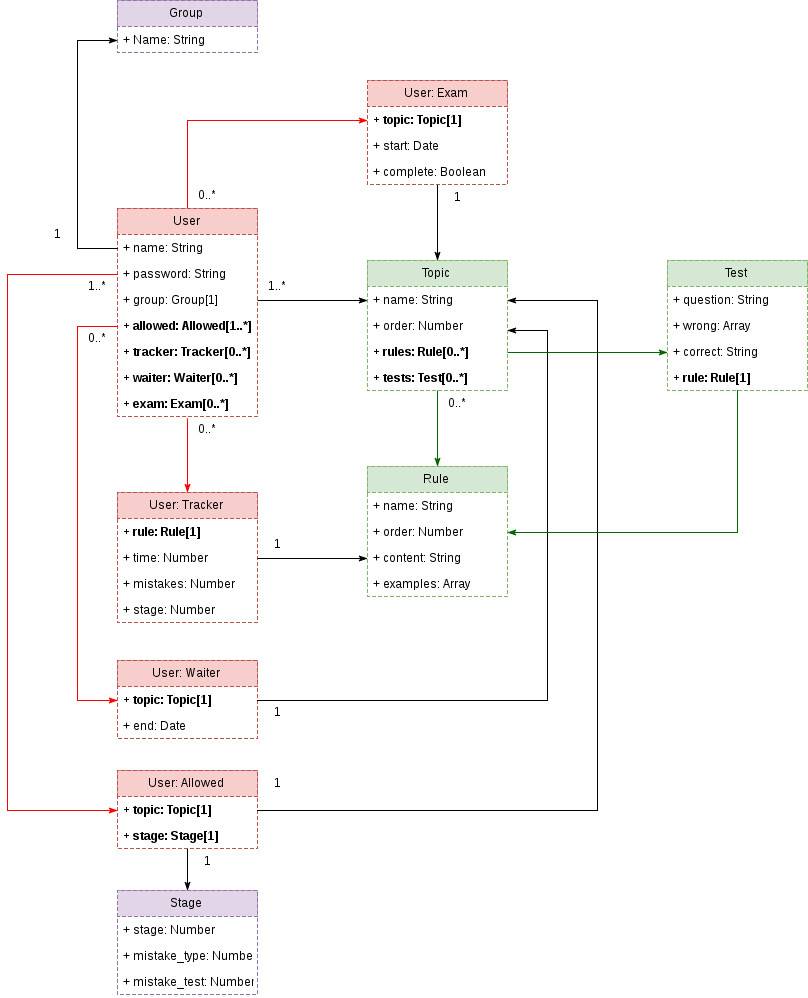 Group
+ Name: String
User: Exam
+ topic: Topic[1]
+ start: Date
+ complete: Boolean
0..*
1
User
+ name: String
+ password: String
+ group: Group[1]
+ allowed: Allowed[1..*]
+ tracker: Tracker[0..*]
+ waiter: Waiter[0..*]
+ exam: Exam[0..*]
1
1..*
0..*
1..*
0..*
Topic
+ name: String
+ order: Number
+ rules: Rule[0..*]
+ tests: Test[0..*]
0..*
Test
+ question: String
+ wrong: Array
+ correct: String
+ rule: Rule[1]
Rule
+ name: String
+ order: Number
+ content: String
+ examples: Array
User: Tracker
+ rule: Rule[1]
+ time: Number
+ mistakes: Number
+ stage: Number
1
User: Waiter
+ topic: Topic[1]
+ end: Date
1
User: Allowed
+ topic: Topic[1]
+ stage: Stage[1]
1
1
Stage
+ stage: Number
+ mistake_type: Numbe
+ mistake_test: Number